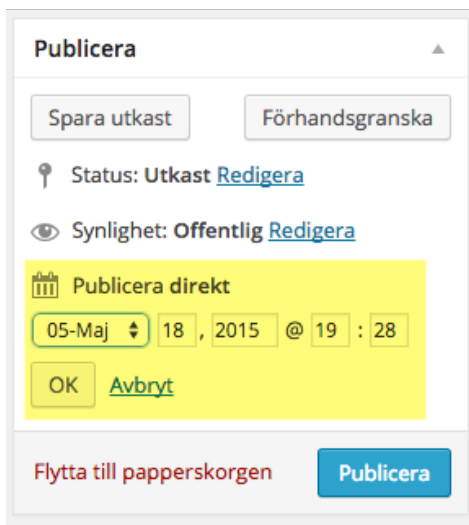 Publicera
Spara utkast Förhandsgranska
Status: Utkast Redigera
Synlighet: Offentlig Redigera
Publicera direkt
05-Maj 18 , 2015 @ 19 : 28
OK Avbryt
Flytta till papperskorgen Publicera